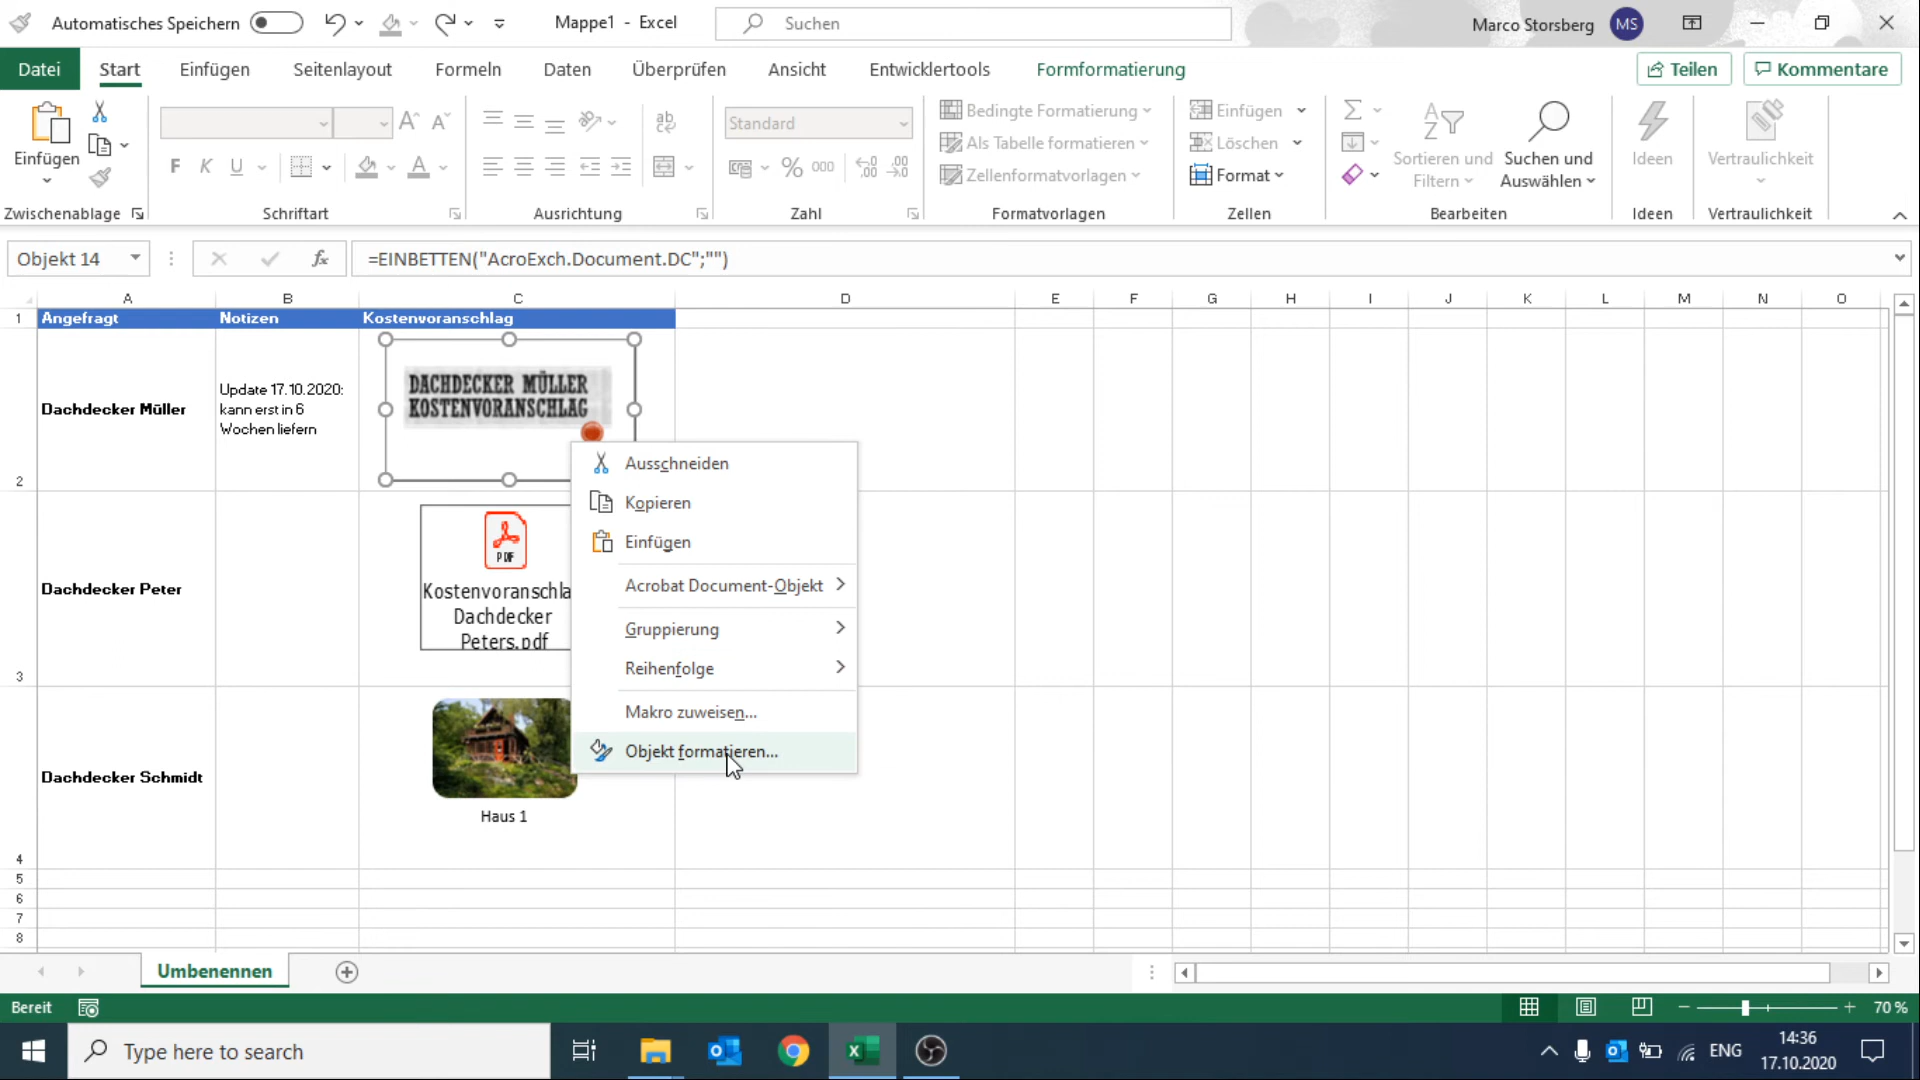 Automatisches Speichern
Mappe1 - Excel
Suchen
Marco Storsberg
MS
Datei
Start
Einfügen
Seitenlayout
Formeln
Daten
Überprüfen
Ansicht
Entwicklertools
Formformatierung
Teilen
Kommentare
Einfügen
F K U
A A
A
ab
Standard
% 000
Bedingte Formatierung
Als Tabelle formatieren
Zellenformatvorlagen
Einfügen
Löschen
Format
Sortieren und
Filtern
Suchen und
Auswählen
Ideen
Vertraulichkeit
Zwischenablage
Schriftart
Ausrichtung
Zahl
Formatvorlagen
Zellen
Bearbeiten
Ideen
Vertraulichkeit
Objekt 14
fx
=EINBETTEN("AcroExch.Document.DC";"")
A B C D E F G H I J K L M N O
1 Angefragt Notizen Kostenvoranschlag
Dachdecker Müller
Update 17.10.2020:
kann erst in 6
Wochen liefern
DACHDECKER MÜLLER
KOSTENVORANSCHLAG
2
Dachdecker Peter
PDF
Kostenvoranschla
Dachdecker
Peters.pdf
3
Dachdecker Schmidt
Haus 1
4
5
6
7
8
Ausschneiden
Kopieren
Einfügen
Acrobat Document-Objekt
Gruppierung
Reihenfolge
Makro zuweisen...
Objekt formatieren...
Umbenennen
Bereit
70 %
Type here to search
ENG
14:36
17.10.2020